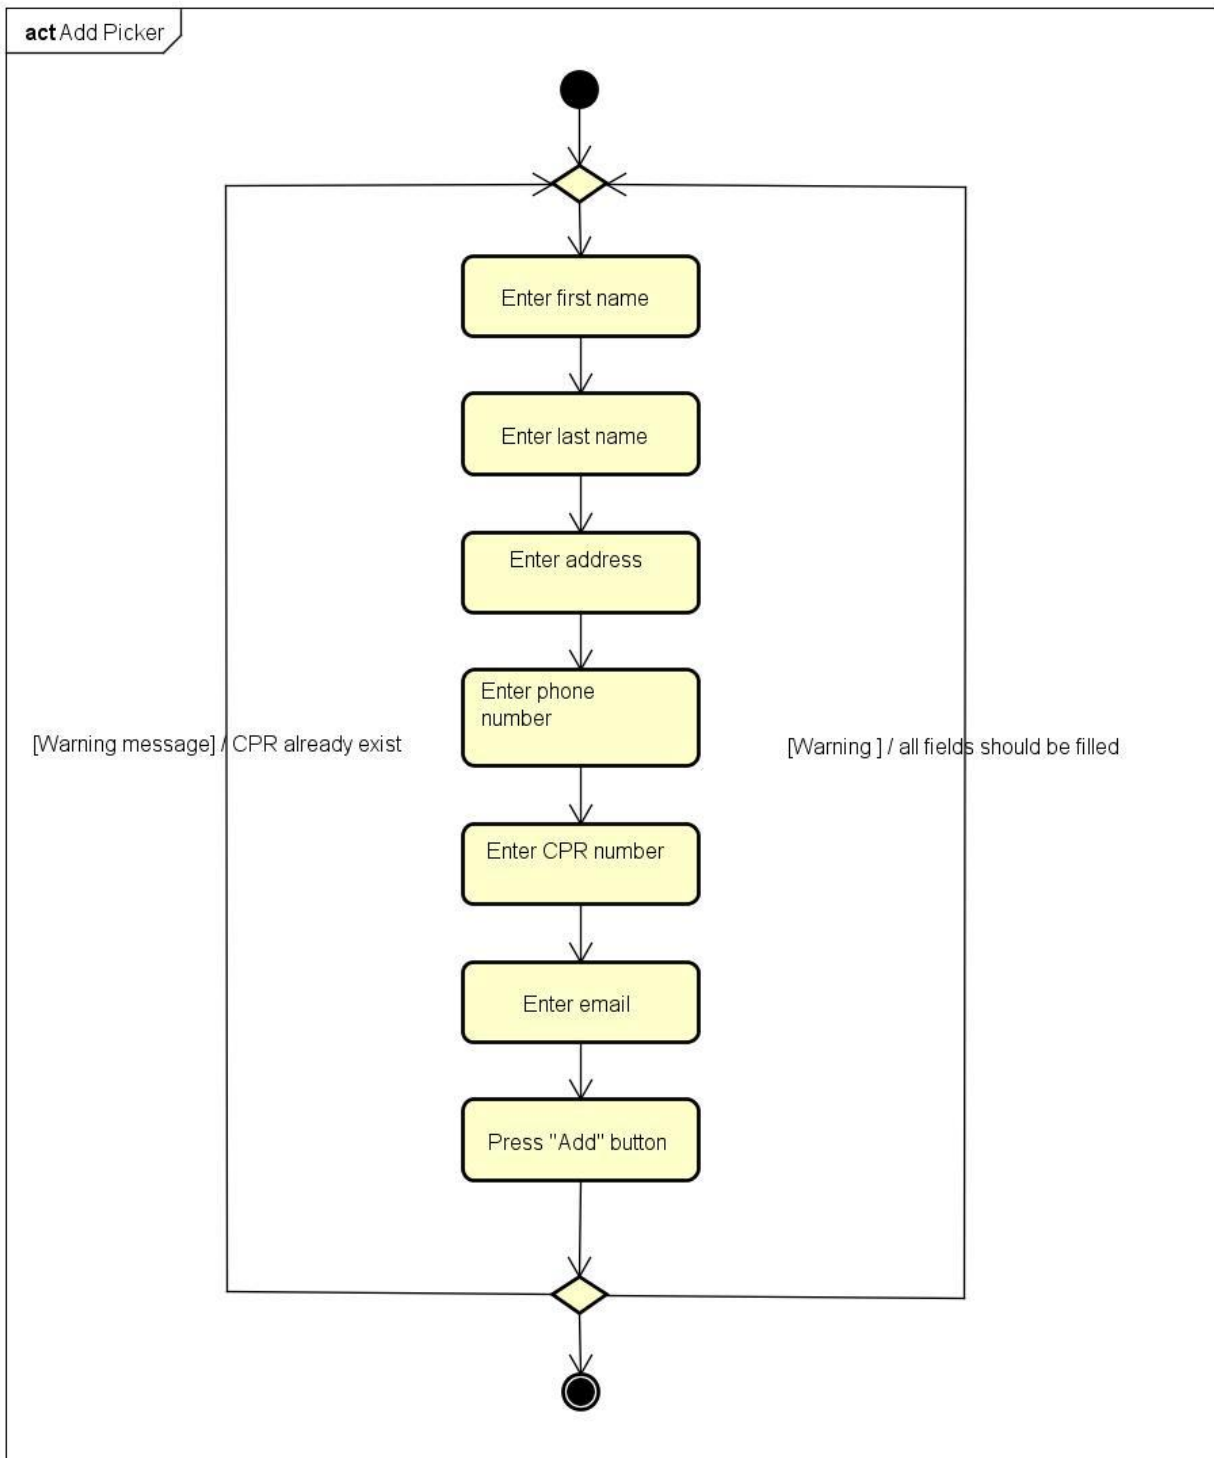 act Add Picker
Enter first name
Enter last name
Enter address
Enter phone
number
[Warning message] / CPR already exist
[Warning ] / all fields should be filled
Enter CPR number
Enter email
Press "Add" button